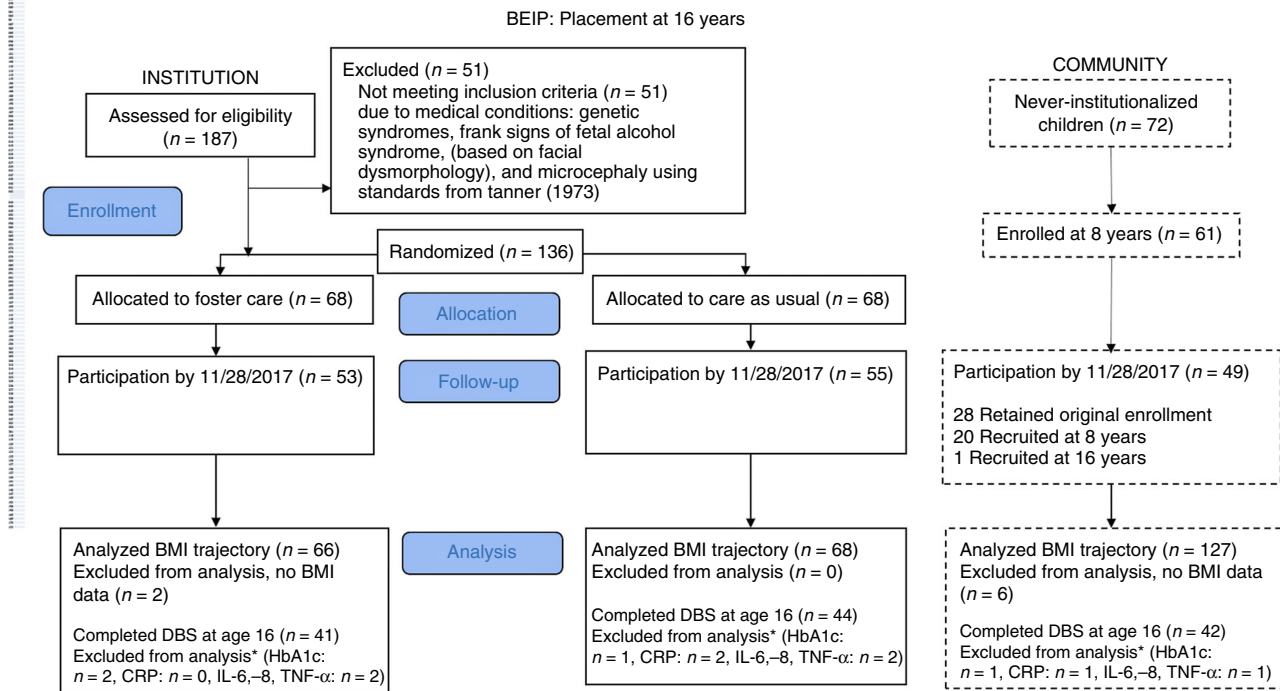 BEIP: Placement at 16 years
INSTITUTION
Assessed for eligibility
(n = 187)
Excluded (n = 51)
Not meeting inclusion criteria (n = 51)
due to medical conditions: genetic
syndromes, frank signs of fetal alcohol
syndrome, (based on facial
dysmorphology), and microcephaly using
standards from tanner (1973)
COMMUNITY
Never-institutionalized
children (n = 72)
Enrollment
Randomized (n = 136)
Enrolled at 8 years (n = 61)
Allocated to foster care (n = 68)
Allocation
Allocated to care as usual (n = 68)
Participation by 11/28/2017 (n = 53)
Follow-up
Participation by 11/28/2017 (n = 55)
Participation by 11/28/2017 (n = 49)
28 Retained original enrollment
20 Recruited at 8 years
1 Recruited at 16 years
Analyzed BMI trajectory (n = 66)
Excluded from analysis, no BMI
data (n = 2)
Completed DBS at age 16 (n = 41)
Excluded from analysis* (HbA1c:
n = 2, CRP: n = 0, IL-6,–8, TNF-α: n = 2)
Analysis
Analyzed BMI trajectory (n = 68)
Excluded from analysis (n = 0)
Completed DBS at age 16 (n = 44)
Excluded from analysis* (HbA1c:
n = 1, CRP: n = 2, IL-6,–8, TNF-α: n = 2)
Analyzed BMI trajectory (n = 127)
Excluded from analysis, no BMI data
(n = 6)
Completed DBS at age 16 (n = 42)
Excluded from analysis* (HbA1c:
n = 1, CRP: n = 1, IL-6,–8, TNF-α: n = 1)